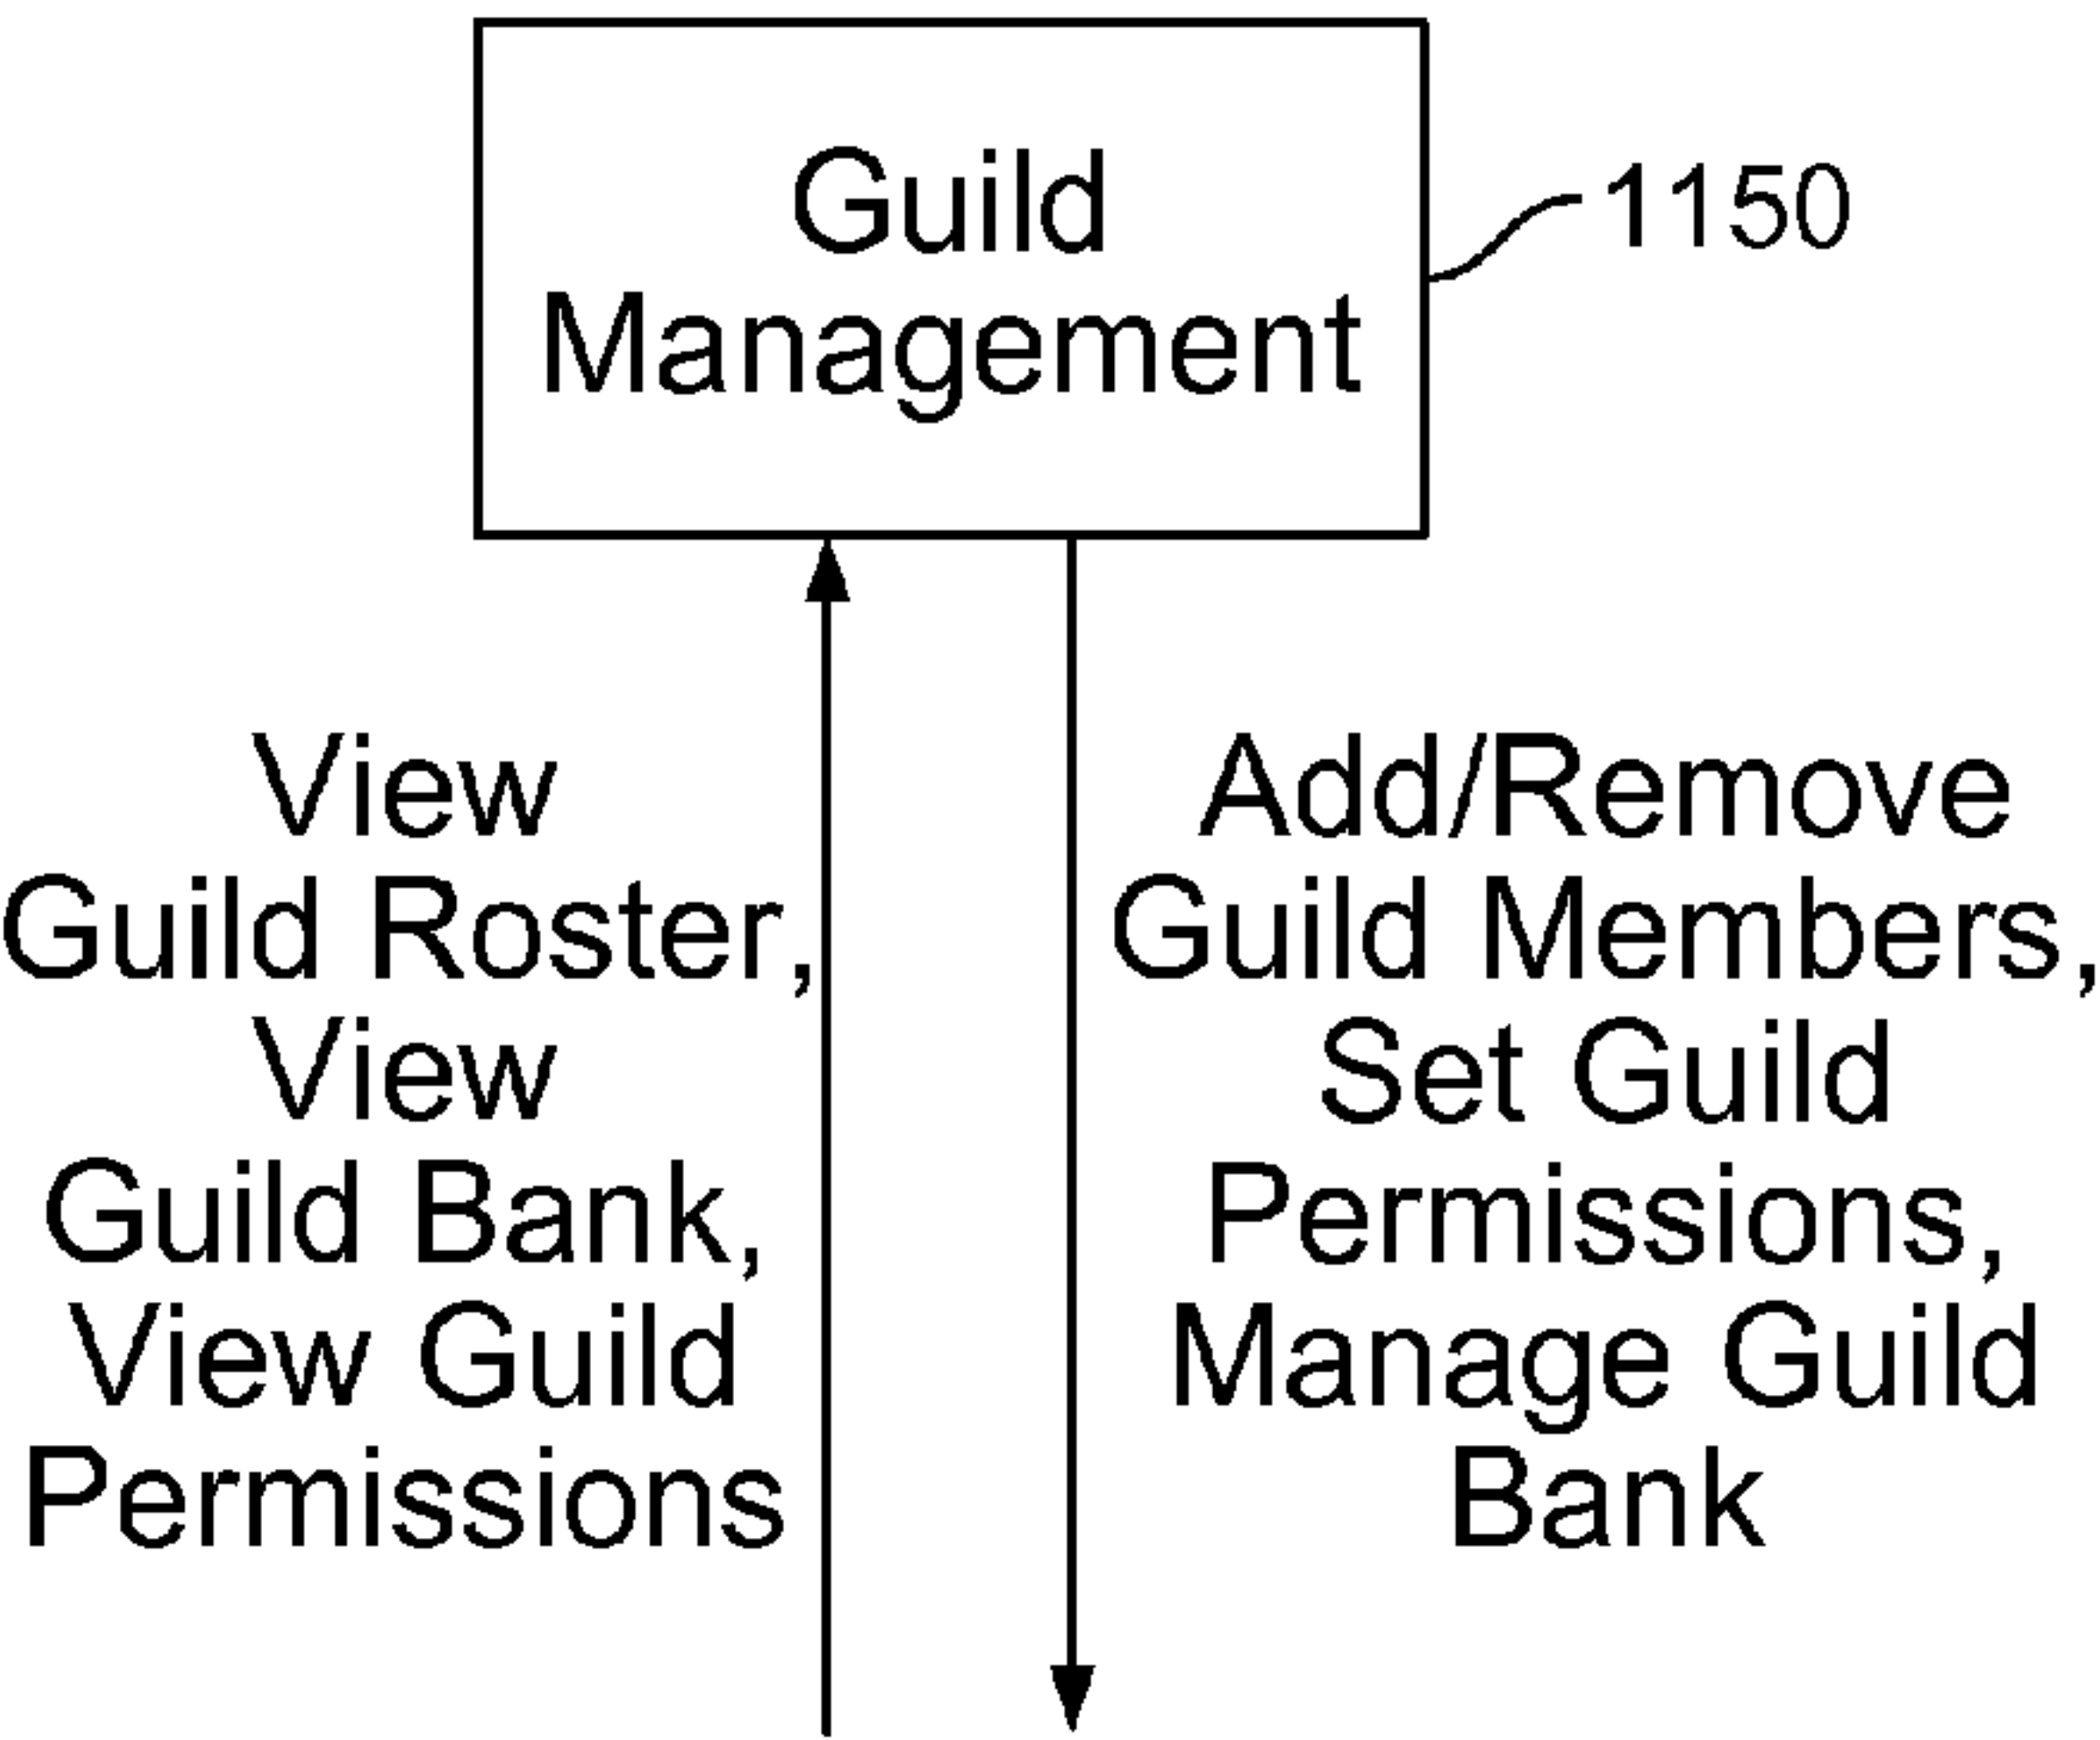 Guild
Management
1150
View
Guild Roster,
View
Guild Bank,
View Guild
Permissions
Add/Remove
Guild Members,
Set Guild
Permissions,
Manage Guild
Bank